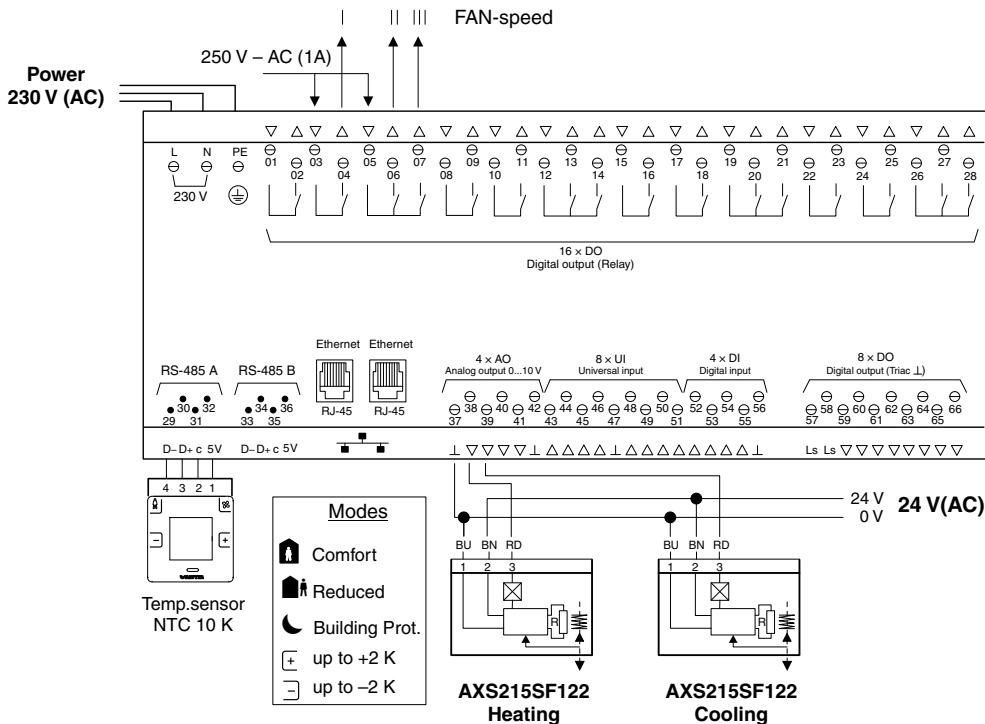 I II III FAN-speed
250 V – AC (1A)
Power
230 V (AC)
L N PE
230 V
01 02 03 04 05 06 07 08 09 10 11 12 13 14 15 16 17 18 19 20 21 22 23 24 25 26 27 28
16 × DO
Digital output (Relay)
Ethernet Ethernet
RJ-45 RJ-45
RS-485 A
29 30 31 32
RS-485 B
33 34 35 36
4 × AO
Analog output 0...10 V
37 38 39 40 41 42
8 × UI
Universal input
43 44 45 46 47 48 49 50 51
4 × DI
Digital input
52 53 54 55 56
8 × DO
Digital output (Triac ⊥)
57 58 59 60 61 62 63 64 65 66
D– D+ c 5V
D– D+ c 5V
Ls Ls
4 3 2 1
Temp.sensor
NTC 10 K
Modes
Comfort
Reduced
Building Prot.
+ up to +2 K
– up to –2 K
24 V
0 V
24 V(AC)
BU BN RD
1 2 3
R
AXS215SF122
Heating
BU BN RD
1 2 3
R
AXS215SF122
Cooling